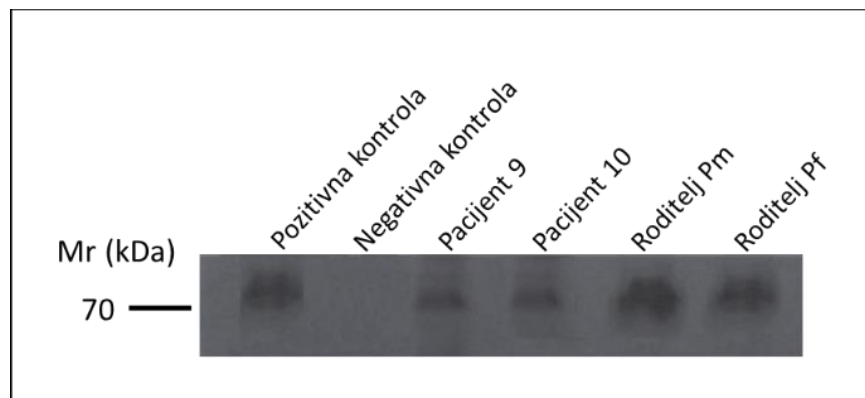 Pozitivna kontrola
Negativna kontrola
Pacijent 9
Pacijent 10
Roditelj Pm
Roditelj Pf
Mr (kDa)
70